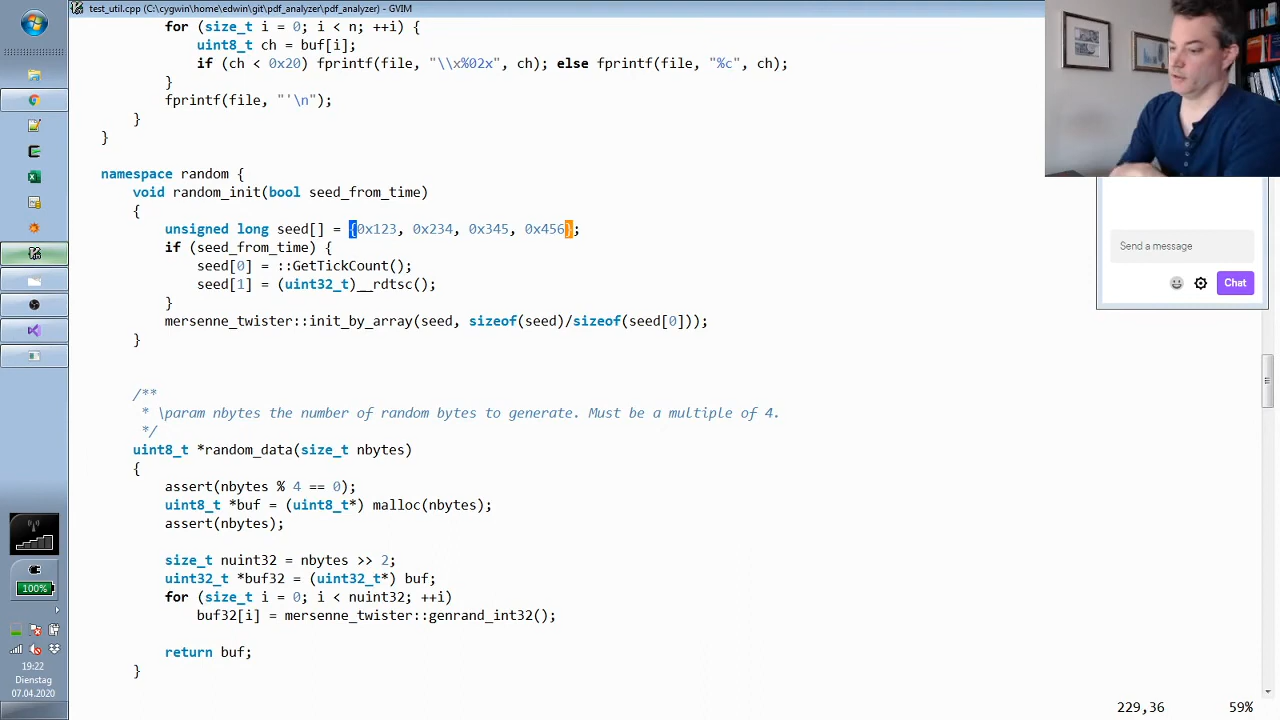 test_util.cpp (C:\cygwin\home\edwin\git\pdf_analyzer\pdf_analyzer) - GVIM
for (size_t i = 0; i < n; ++i) {
uint8_t ch = buf[i];
if (ch < 0x20) fprintf(file, "\\x%02x", ch); else fprintf(file, "%c", ch);
}
fprintf(file, "'\n");
}
}
namespace random {
void random_init(bool seed_from_time)
{
unsigned long seed[] = {0x123, 0x234, 0x345, 0x456};
if (seed_from_time) {
seed[0] = ::GetTickCount();
seed[1] = (uint32_t)__rdtsc();
}
mersenne_twister::init_by_array(seed, sizeof(seed)/sizeof(seed[0]));
}
/**
* \param nbytes the number of random bytes to generate. Must be a multiple of 4.
*/
uint8_t *random_data(size_t nbytes)
{
assert(nbytes % 4 == 0);
uint8_t *buf = (uint8_t*) malloc(nbytes);
assert(nbytes);
size_t nuint32 = nbytes >> 2;
uint32_t *buf32 = (uint32_t*) buf;
for (size_t i = 0; i < nuint32; ++i)
buf32[i] = mersenne_twister::genrand_int32();
return buf;
}
229,36 59%
Send a message
Chat
100%
19:22
Dienstag
07.04.2020